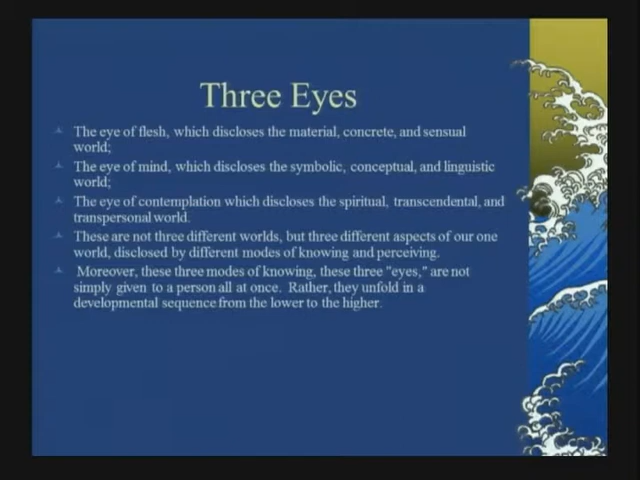 Three Eyes
The eye of flesh, which discloses the material, concrete, and sensual
world;
The eye of mind, which discloses the symbolic, conceptual, and linguistic
world;
The eye of contemplation which discloses the spiritual, transcendental, and
transpersonal world.
These are not three different worlds, but three different aspects of our one
world, disclosed by different modes of knowing and perceiving.
Moreover, these three modes of knowing, these three "eyes," are not
simply given to a person all at once. Rather, they unfold in a
developmental sequence from the lower to the higher.